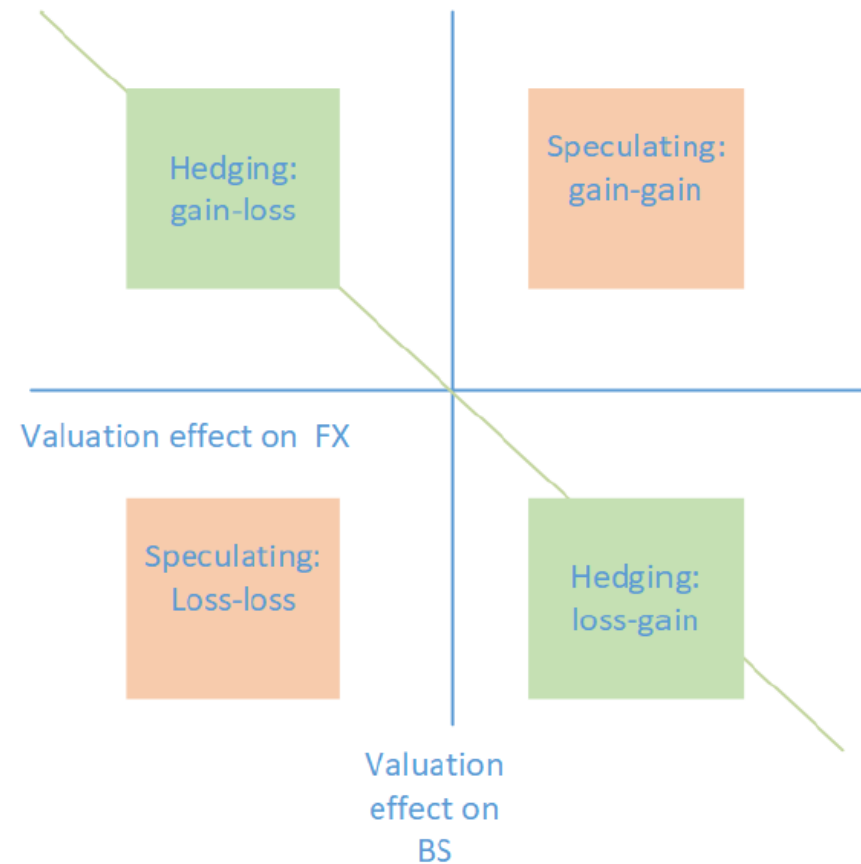 Hedging:
gain-loss
Speculating:
gain-gain
Valuation effect on FX
Speculating:
Loss-loss
Hedging:
loss-gain
Valuation
effect on
BS